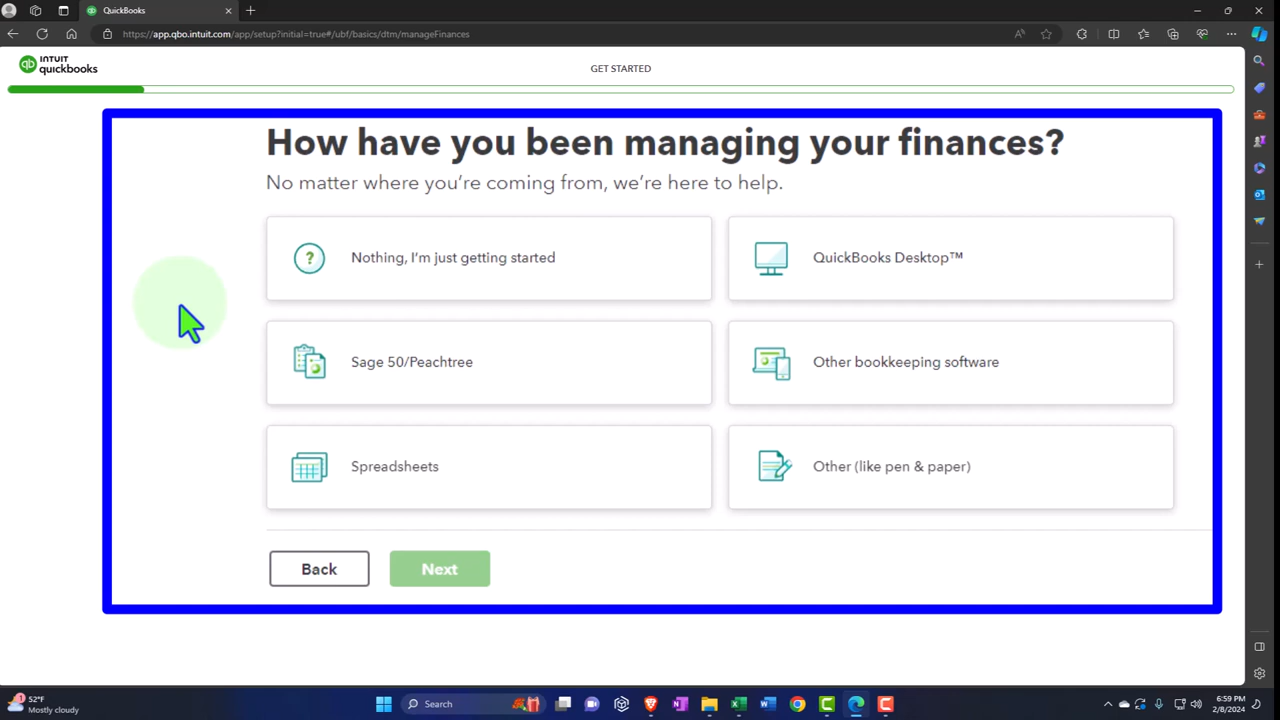 QuickBooks
https://app.qbo.intuit.com/app/setup?initial=true#/ubf/basics/dtm/manageFinances
INTUIT
quickbooks
GET STARTED
How have you been managing your finances?
No matter where you're coming from, we're here to help.
Nothing, I'm just getting started
QuickBooks Desktop™
Sage 50/Peachtree
Other bookkeeping software
Spreadsheets
Other (like pen & paper)
Back
Next
52°F
Mostly cloudy
Search
6:59 PM
2/8/2024